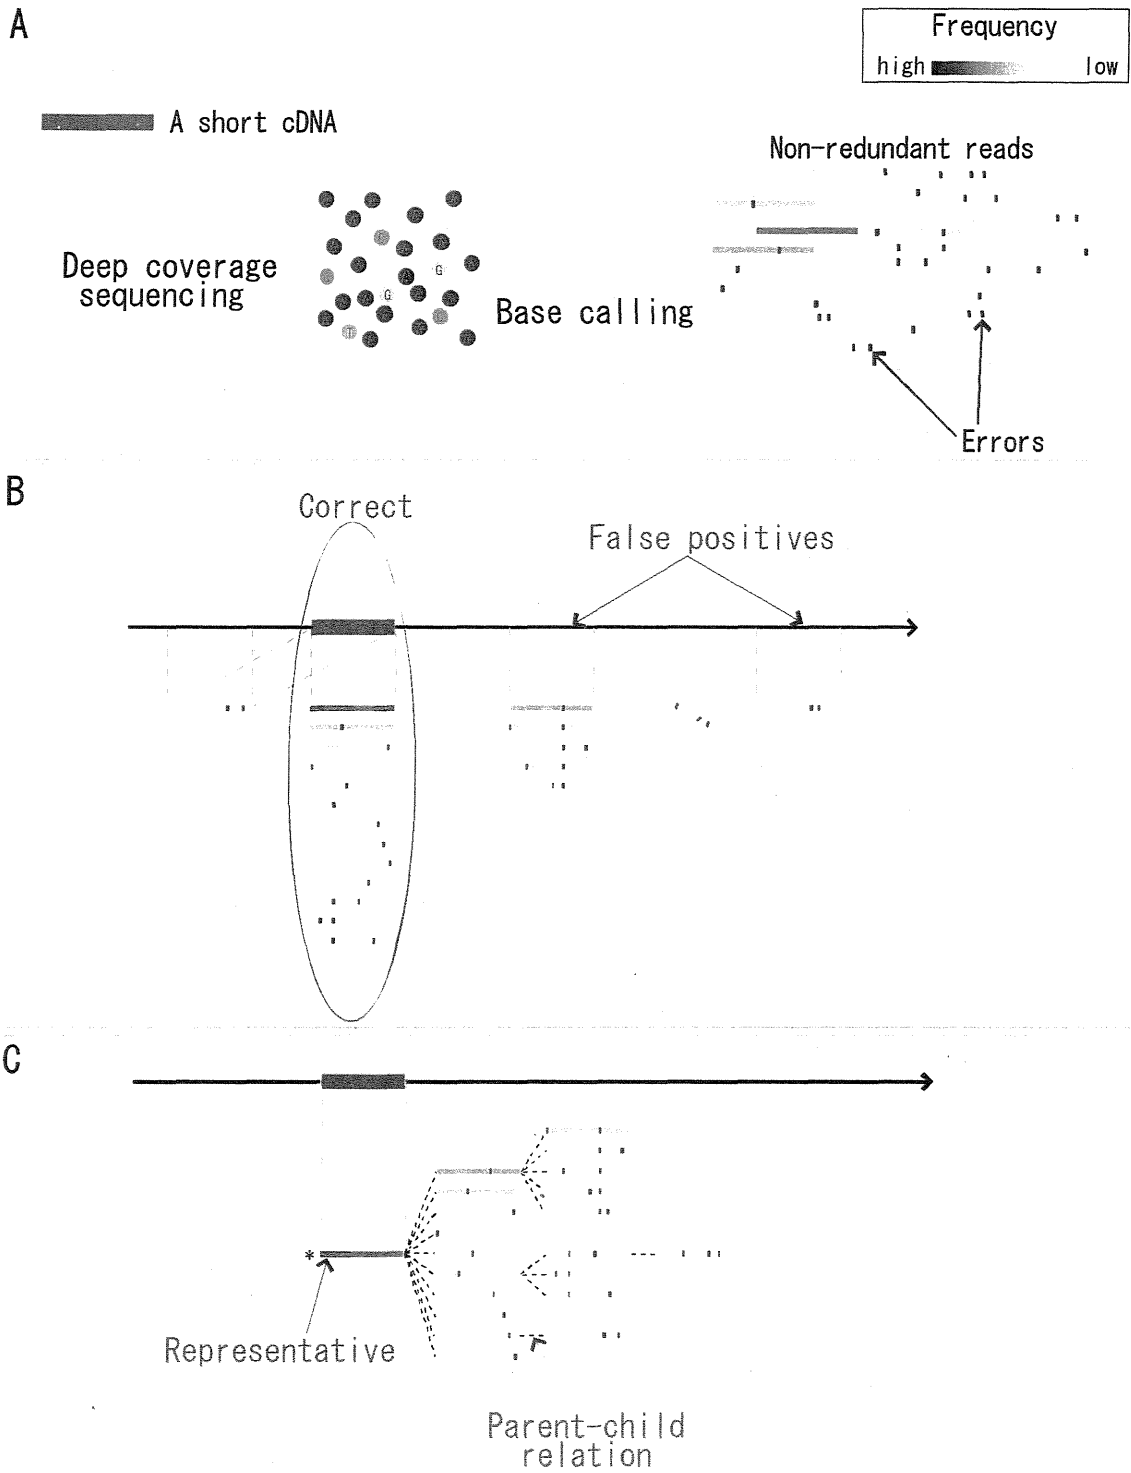 A
Frequency
high low
A short cDNA
Non-redundant reads
Deep coverage
sequencing
G
G
Base calling
Errors
B
Correct
False positives
C
*
Representative
Parent-child
relation